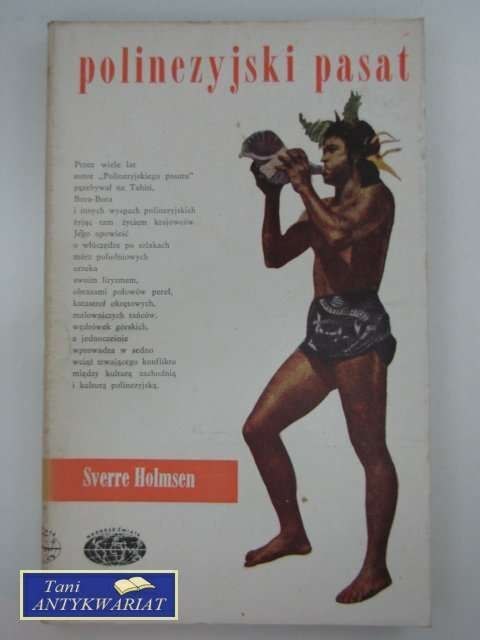 polinezyjski pasat
Przez wiele lat
autor „Polinezyjskiego pasatu”
przebywał na Tahiti,
Bora-Bora
i innych wyspach polinezyjskich
żyjąc tam życiem krajowców.
Jego opowieść
o włóczędze po szlakach
mórz południowych
urzeka
swoim liryzmem,
obrazami połowów pereł,
katastrof okrętowych,
malowniczych tańców,
wędrówek górskich,
a jednocześnie
wprowadza w sedno
wciąż trwającego konfliktu
między kulturą zachodnią
i kulturą polinezyjską.
Sverre Holmsen
Tani
ANTYKWARIAT